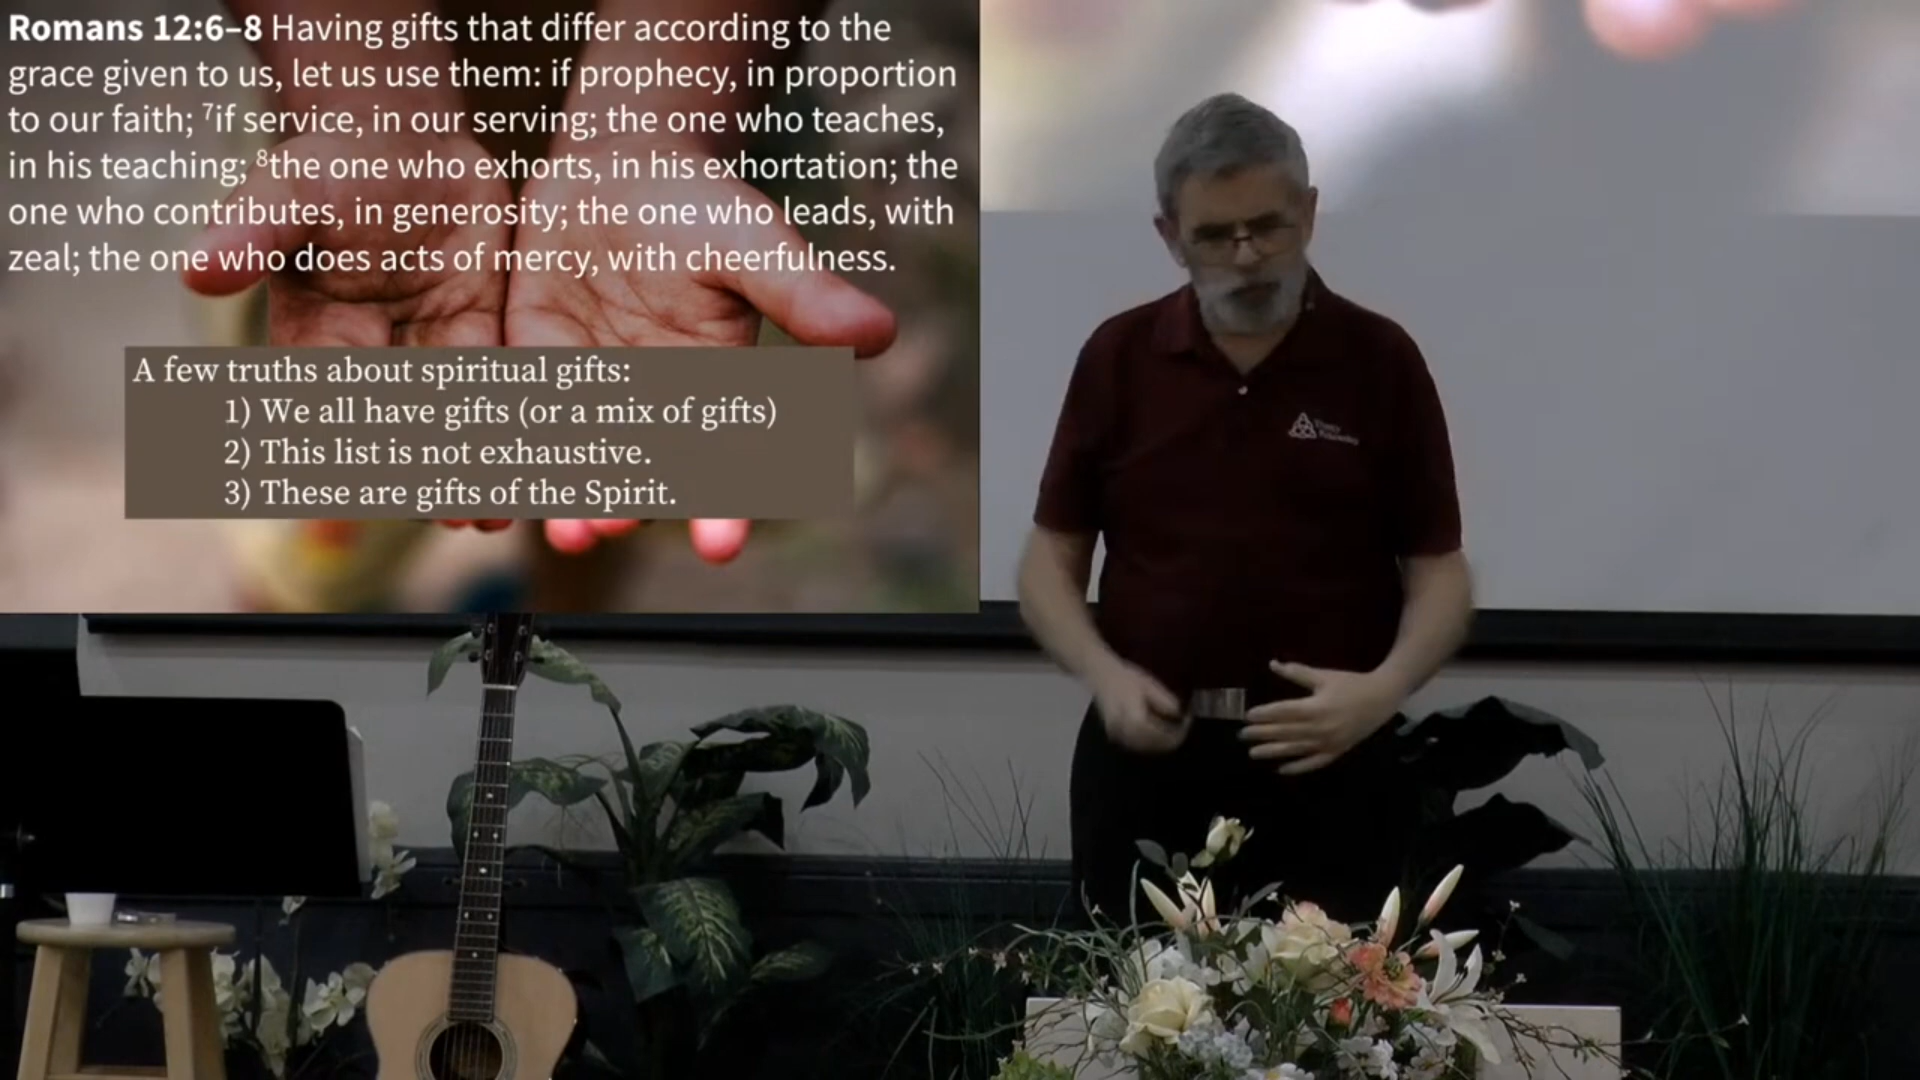 Romans 12:6–8 Having gifts that differ according to the
grace given to us, let us use them: if prophecy, in proportion
to our faith; ⁷if service, in our serving; the one who teaches,
in his teaching; ⁸the one who exhorts, in his exhortation; the
one who contributes, in generosity; the one who leads, with
zeal; the one who does acts of mercy, with cheerfulness.
A few truths about spiritual gifts:
1) We all have gifts (or a mix of gifts)
2) This list is not exhaustive.
3) These are gifts of the Spirit.
Trinity
Fellowship